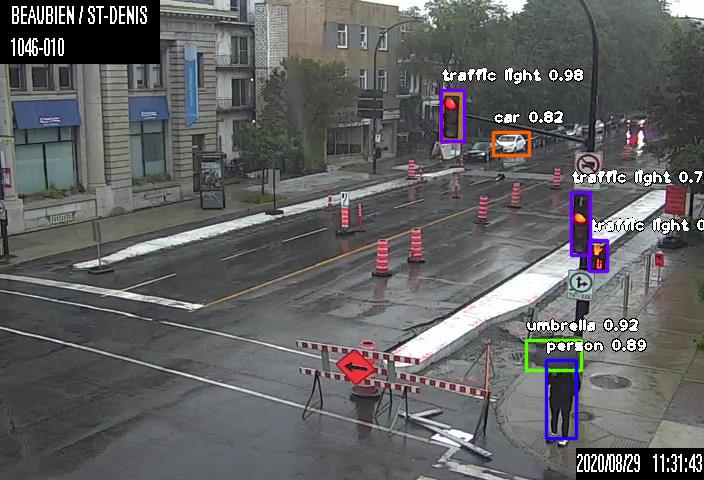 BEAUBIEN / ST-DENIS
1046-010
traffic light 0.98
car 0.82
traffic light 0.7
traffic light 0
umbrella 0.92
person 0.89
2020/08/29 11:31:43